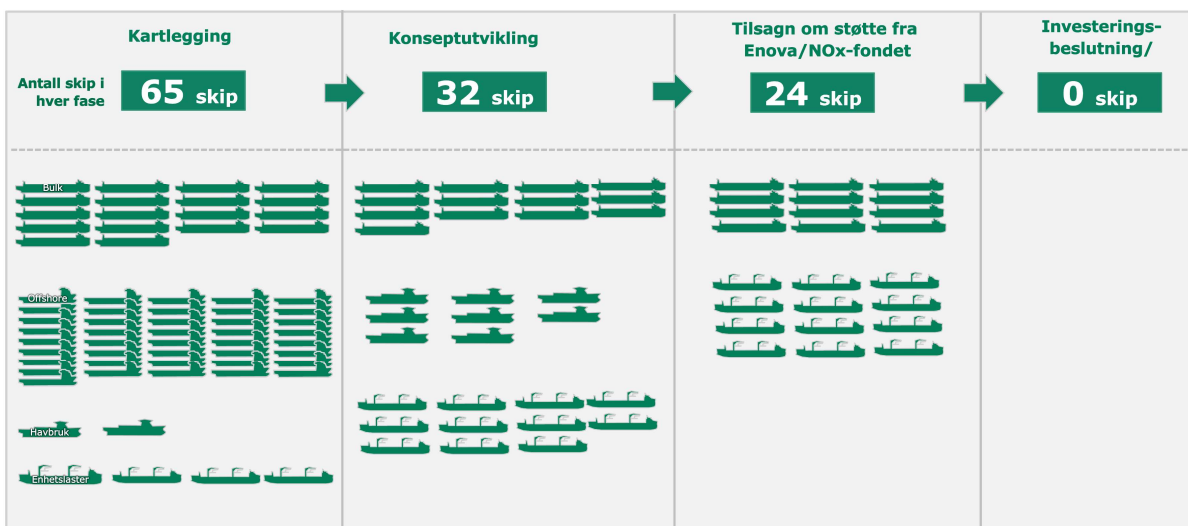 Kartlegging
Konseptutvikling
Tilsagn om støtte fra
Enova/NOx-fondet
Investerings-
beslutning/
Antall skip i
hver fase
65 skip
32 skip
24 skip
0 skip
Bulk
Offshore
Havbruk
Enhetslaster